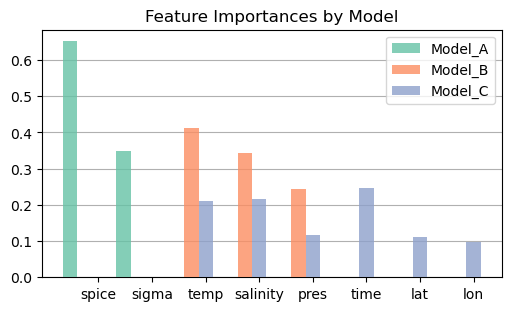 Feature Importances by Model
Model_A
Model_B
Model_C
0.6
0.5
0.4
0.3
0.2
0.1
0.0
spice sigma temp salinity pres time lat lon